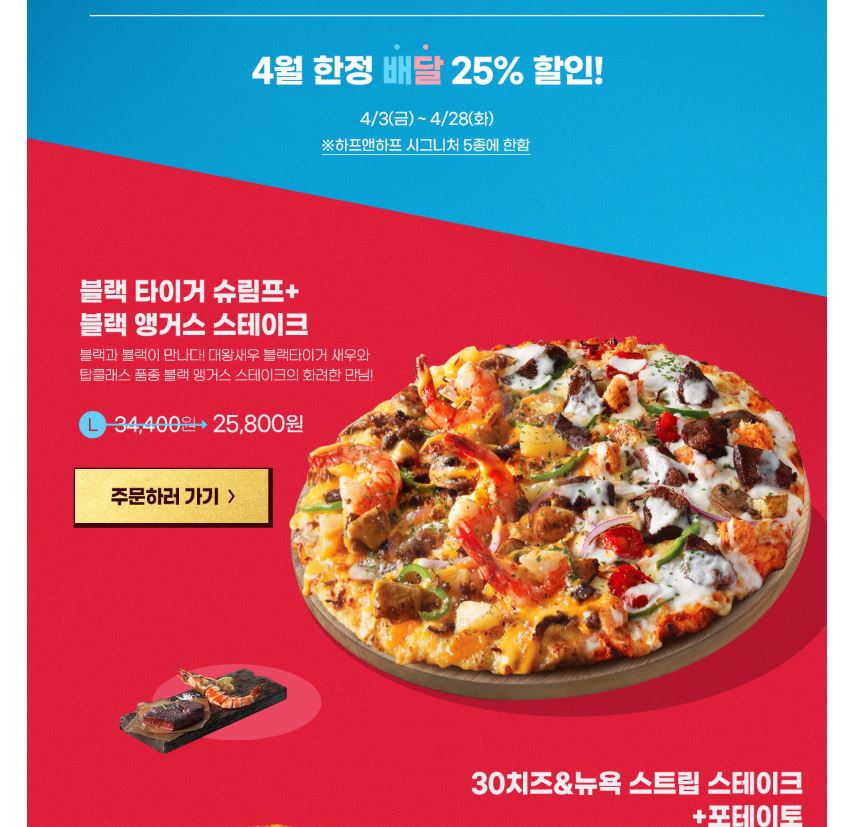 4월 한정 배달 25% 할인!
4/3(금) ~ 4/28(화)
※하프앤하프 시그니처 5종에 한함
블랙 타이거 슈림프+
블랙 앵거스 스테이크
블랙과 블랙이 만나다! 대왕새우 블랙타이거 새우와
탑클래스 품종 블랙 앵거스 스테이크의 화려한 만남!
L 34,400원 25,800원
주문하러 가기 >
30치즈&뉴욕 스트립 스테이크
+포테이토